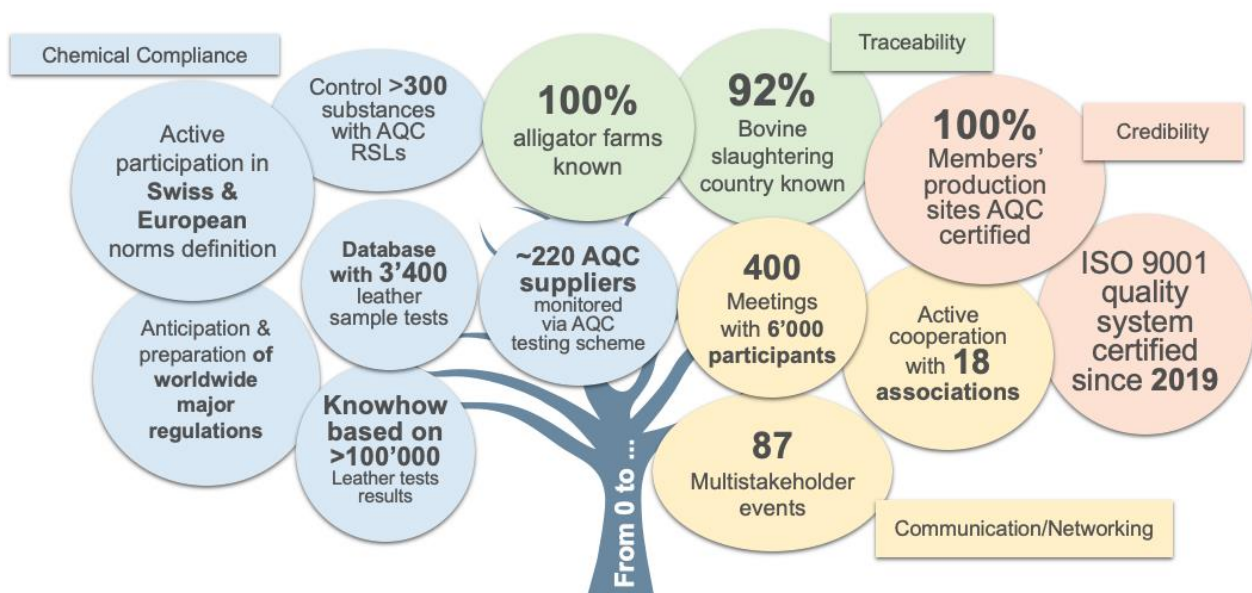 Chemical Compliance
Active
participation in
Swiss &
European
norms definition
Control >300
substances
with AQC
RSLs
Database
with 3'400
leather
sample tests
Anticipation &
preparation of
worldwide
major
regulations
Knowhow
based on
>100'000
Leather tests
results
~220 AQC
suppliers
monitored
via AQC
testing scheme
Traceability
100%
alligator farms
known
92%
Bovine
slaughtering
country known
Credibility
100%
Members'
production
sites AQC
certified
ISO 9001
quality
system
certified
since 2019
400
Meetings
with 6'000
participants
Active
cooperation
with 18
associations
87
Multistakeholder
events
Communication/Networking
From 0 to ...